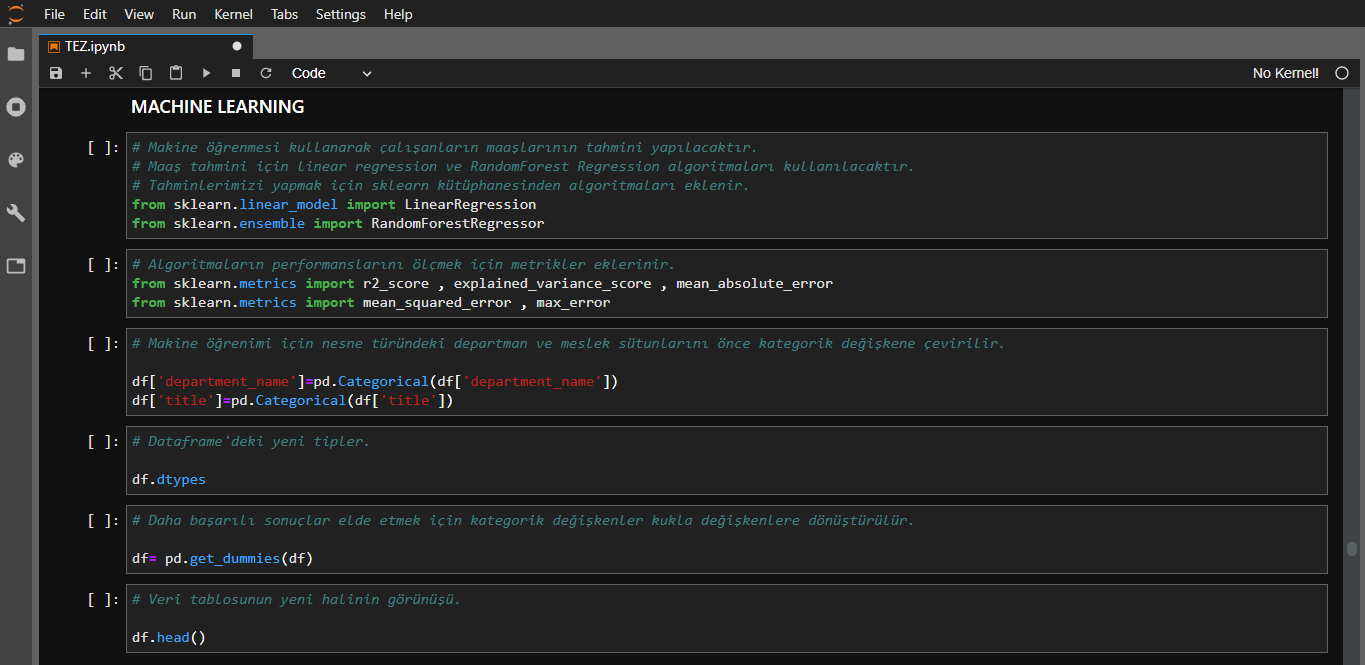 File Edit View Run Kernel Tabs Settings Help
TEZ.ipynb
Code
No Kernel!
MACHINE LEARNING
[ ]: # Makine öğrenmesi kullanarak çalışanların maaşlarının tahmini yapılacaktır.
# Maaş tahmini için linear regression ve RandomForest Regression algoritmaları kullanılacaktır.
# Tahminlerimizi yapmak için sklearn kütüphanesinden algoritmaları eklenir.
from sklearn.linear_model import LinearRegression
from sklearn.ensemble import RandomForestRegressor
[ ]: # Algoritmaların performanslarını ölçmek için metrikler eklerinir.
from sklearn.metrics import r2_score , explained_variance_score , mean_absolute_error
from sklearn.metrics import mean_squared_error , max_error
[ ]: # Makine öğrenimi için nesne türündeki departman ve meslek sütunlarını önce kategorik değişkene çevirilir.
df['department_name']=pd.Categorical(df['department_name'])
df['title']=pd.Categorical(df['title'])
[ ]: # Dataframe'deki yeni tipler.
df.dtypes
[ ]: # Daha başarılı sonuçlar elde etmek için kategorik değişkenler kukla değişkenlere dönüştürülür.
df= pd.get_dummies(df)
[ ]: # Veri tablosunun yeni halinin görünüşü.
df.head()